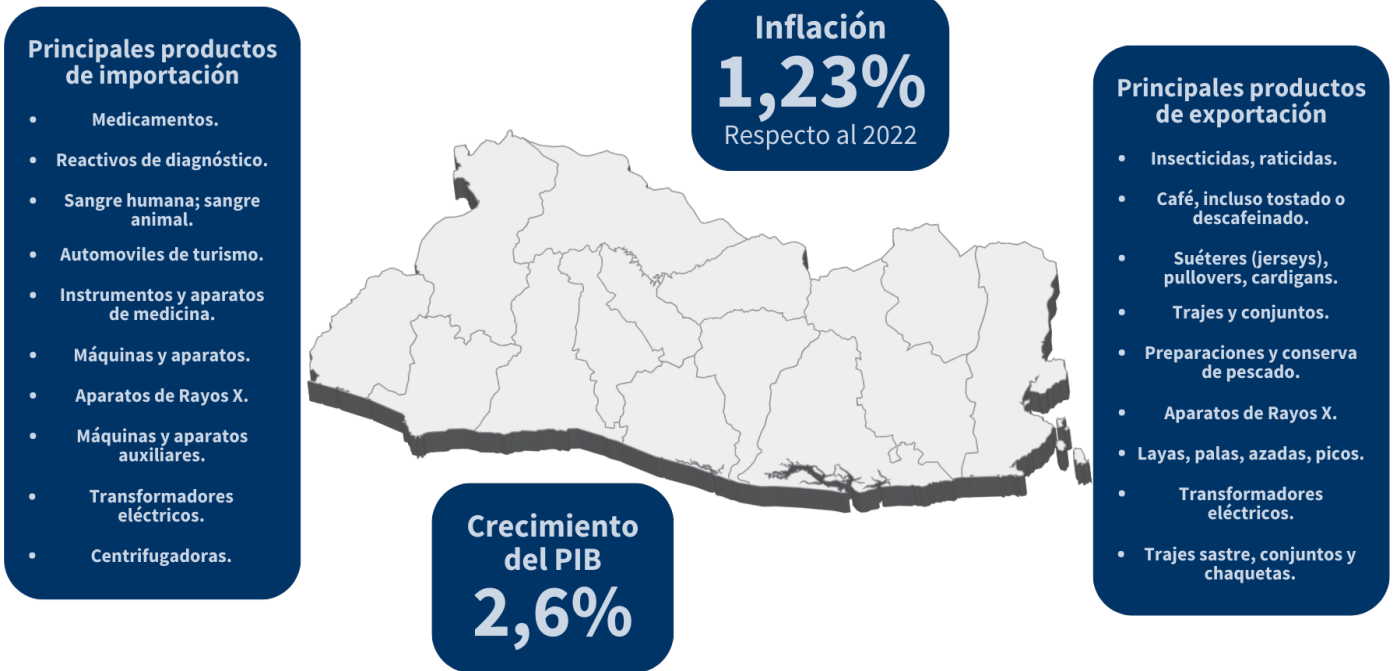 Principales productos
de importación
• Medicamentos.
• Reactivos de diagnóstico.
• Sangre humana; sangre
animal.
• Automoviles de turismo.
• Instrumentos y aparatos
de medicina.
• Máquinas y aparatos.
• Aparatos de Rayos X.
• Máquinas y aparatos
auxiliares.
• Transformadores
eléctricos.
• Centrifugadoras.
Inflación
1,23%
Respecto al 2022
Crecimiento
del PIB
2,6%
Principales productos
de exportación
• Insecticidas, raticidas.
• Café, incluso tostado o
descafeinado.
• Suéteres (jerseys),
pullovers, cardigans.
• Trajes y conjuntos.
• Preparaciones y conserva
de pescado.
• Aparatos de Rayos X.
• Layas, palas, azadas, picos.
• Transformadores
eléctricos.
• Trajes sastre, conjuntos y
chaquetas.